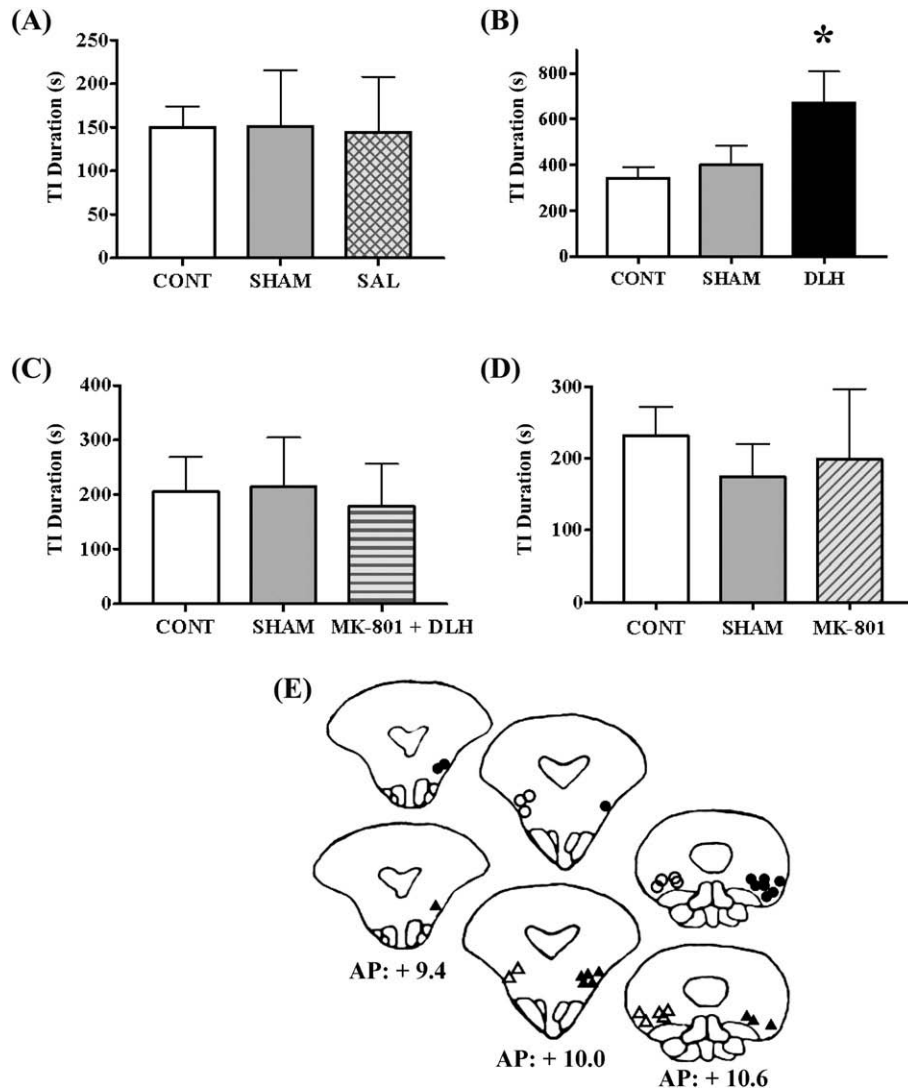 (A)
TI Duration (s)
250
200
150
100
50
0
CONT SHAM SAL
(B)
*
TI Duration (s)
800
600
400
200
0
CONT SHAM DLH
(C)
TI Duration (s)
400
300
200
100
0
CONT SHAM MK-801 + DLH
(D)
TI Duration (s)
300
200
100
0
CONT SHAM MK-801
(E)
AP: + 9.4
AP: + 10.0
AP: + 10.6